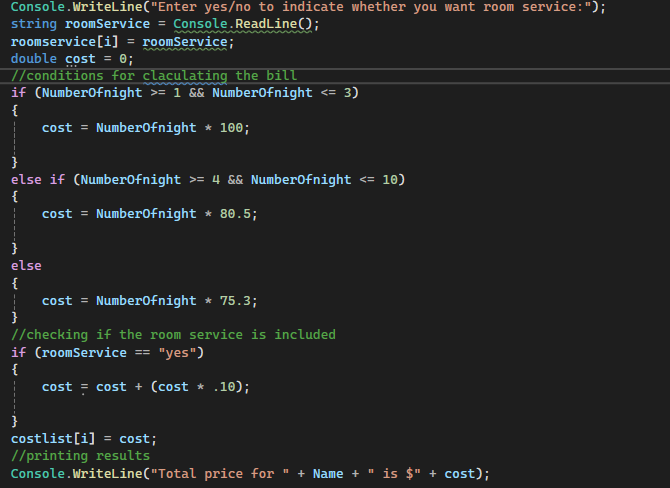 Console.WriteLine("Enter yes/no to indicate whether you want room service:");
string roomService = Console.ReadLine();
roomservice[i] = roomService;
double cost = 0;
//conditions for claculating the bill
if (NumberOfnight >= 1 && NumberOfnight <= 3)
{
cost = NumberOfnight * 100;
}
else if (NumberOfnight >= 4 && NumberOfnight <= 10)
{
cost = NumberOfnight * 80.5;
}
else
{
cost = NumberOfnight * 75.3;
}
//checking if the room service is included
if (roomService == "yes")
{
cost = cost + (cost * .10);
}
costlist[i] = cost;
//printing results
Console.WriteLine("Total price for " + Name + " is $" + cost);